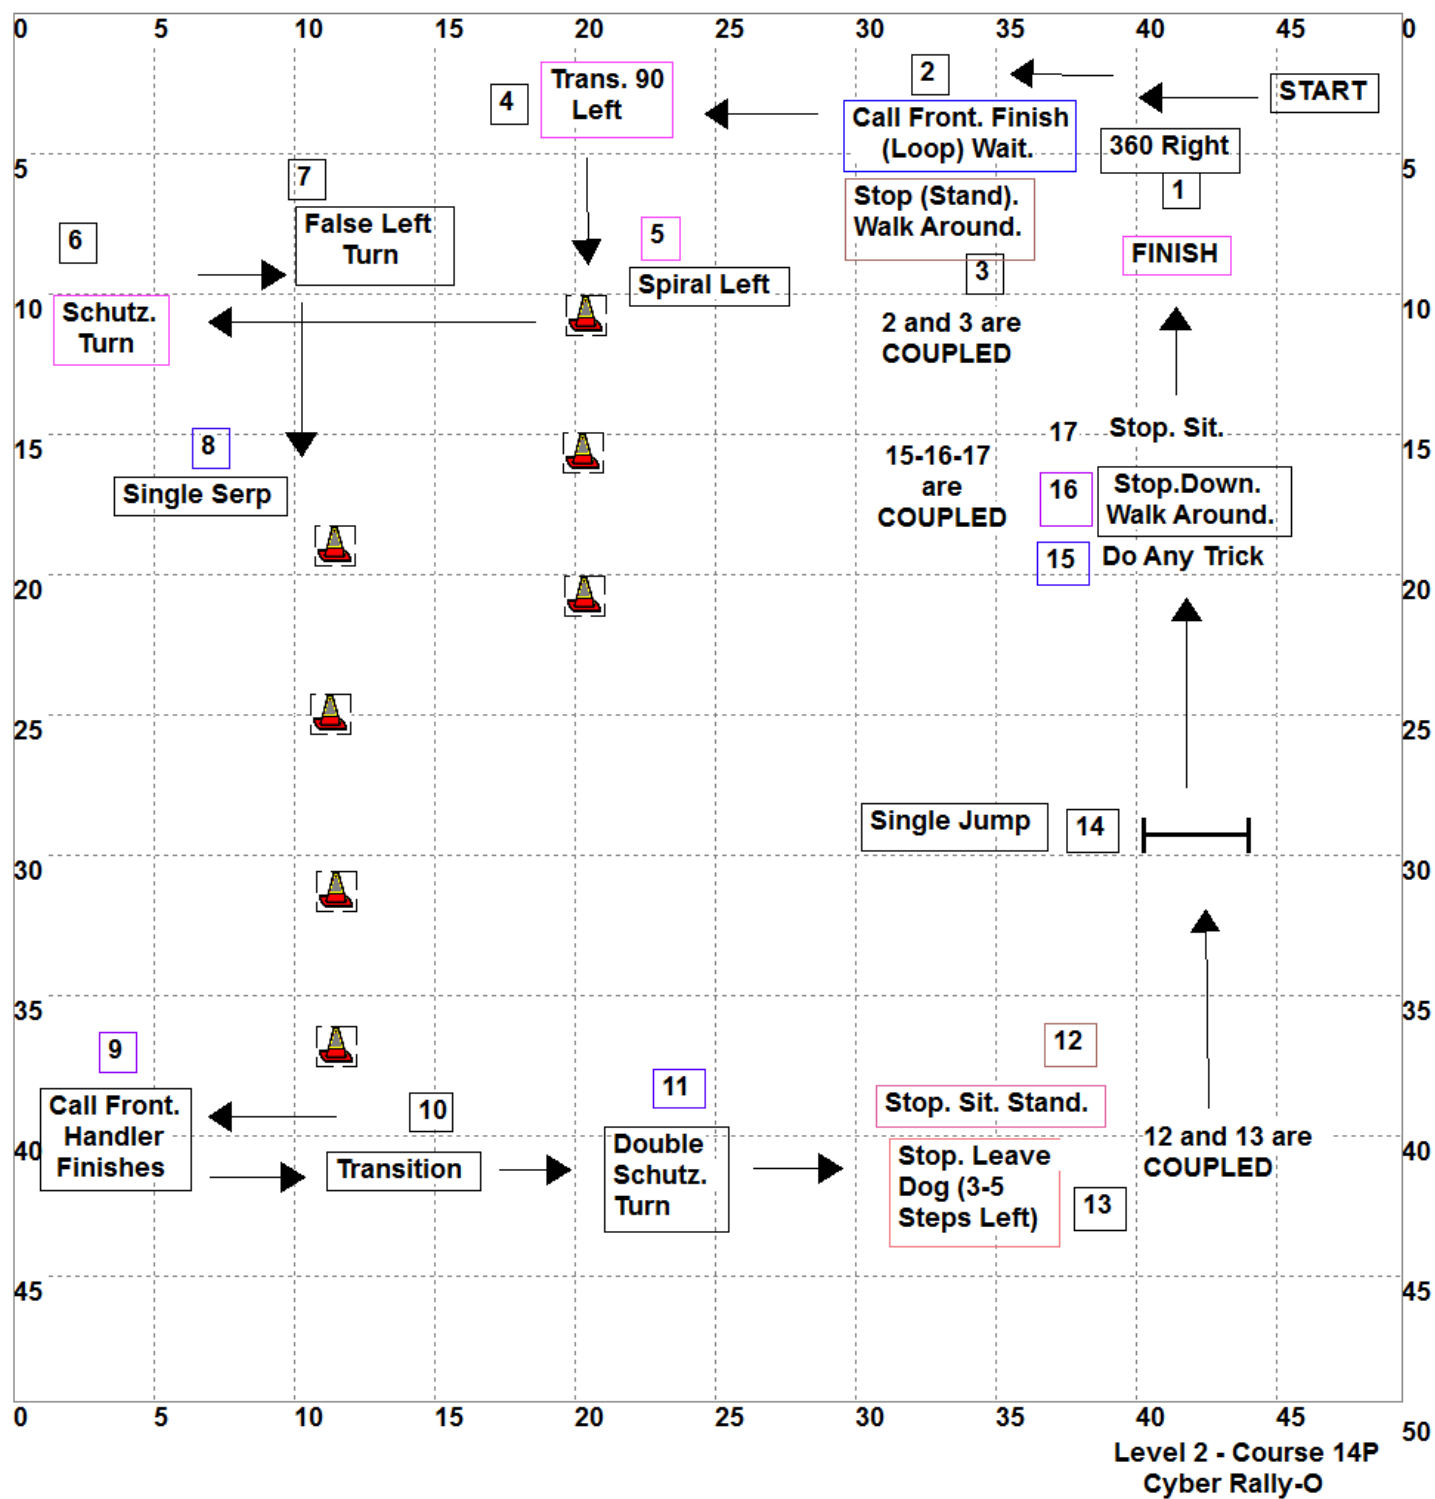 0 5 10 15 20 25 30 35 40 45 0
START
2
Call Front. Finish
(Loop) Wait.
360 Right
1
Trans. 90
Left
4
Stop (Stand).
Walk Around.
3
2 and 3 are
COUPLED
FINISH
5 5
7
False Left
Turn
6
5
Spiral Left
10 10
Schutz.
Turn
8
Single Serp
15 15
15-16-17
are
COUPLED
17 Stop. Sit.
16
Stop.Down.
Walk Around.
15 Do Any Trick
20 20
25 25
Single Jump 14
30 30
35 35
9
Call Front.
Handler
Finishes
10
Transition
11
Double
Schutz.
Turn
12
Stop. Sit. Stand.
Stop. Leave
Dog (3-5
Steps Left)
13
12 and 13 are
COUPLED
40 40
45 45
0 5 10 15 20 25 30 35 40 45 50
Level 2 - Course 14P
Cyber Rally-O